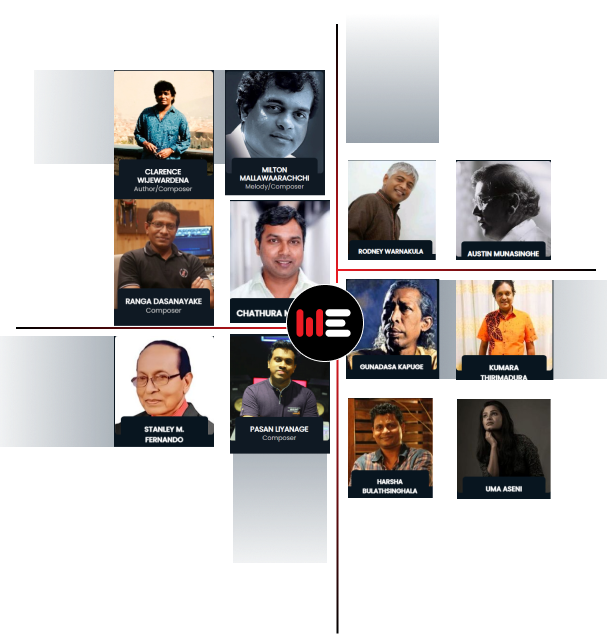 CLARENCE
WIJEWARDENA
Author/Composer
MILTON
MALLAWAARACHCHI
Melody/Composer
RANGA DASANAYAKE
Composer
CHATHURA
STANLEY M.
FERNANDO
PASAN LIYANAGE
Composer
RODNEY WARNAKULA
AUSTIN MUNASINGHE
GUNADASA KAPUGE
KUMARA
THIRIMADURA
HARSHA
BULATHSINGHALA
UMA ASENI